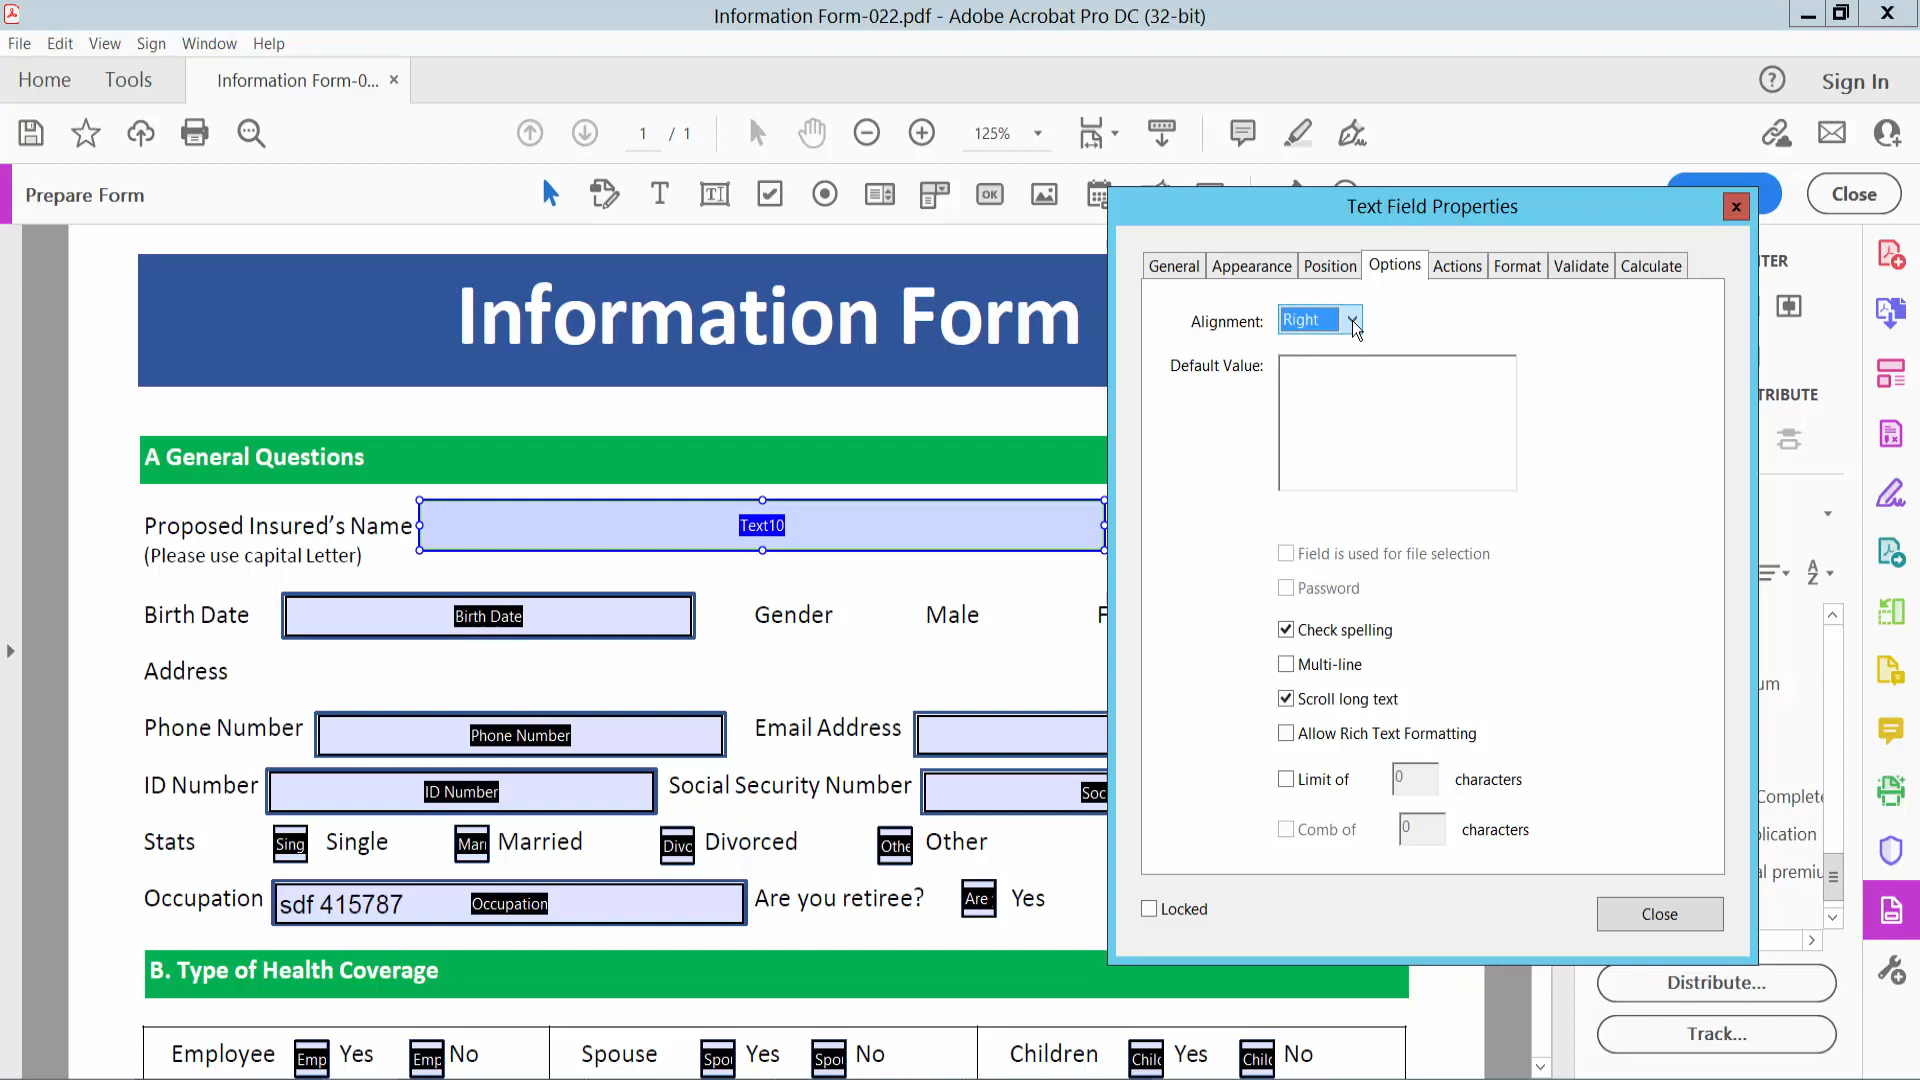 Information Form-022.pdf - Adobe Acrobat Pro DC (32-bit)
File Edit View Sign Window Help
Home Tools Information Form-0... × Sign In
1 / 1 125%
Prepare Form Close
Text Field Properties
General Appearance Position Options Actions Format Validate Calculate
Alignment: Right
Default Value:
Field is used for file selection
Password
Check spelling
Multi-line
Scroll long text
Allow Rich Text Formatting
Limit of 0 characters
Comb of 0 characters
Locked
Close
Information Form
A General Questions
Proposed Insured's Name Text10
(Please use capital Letter)
Birth Date Birth Date Gender Male F
Address
Phone Number Phone Number Email Address
ID Number ID Number Social Security Number Soc
Stats Sing Single Mari Married Divc Divorced Othe Other
Occupation sdf 415787 Occupation Are you retiree? Are Yes
B. Type of Health Coverage
Employee Emp Yes Emp No Spouse Spou Yes Spou No Children Chilc Yes Chilc No
TER
TRIBUTE
um
Complete
plication
al premiu
Distribute...
Track...